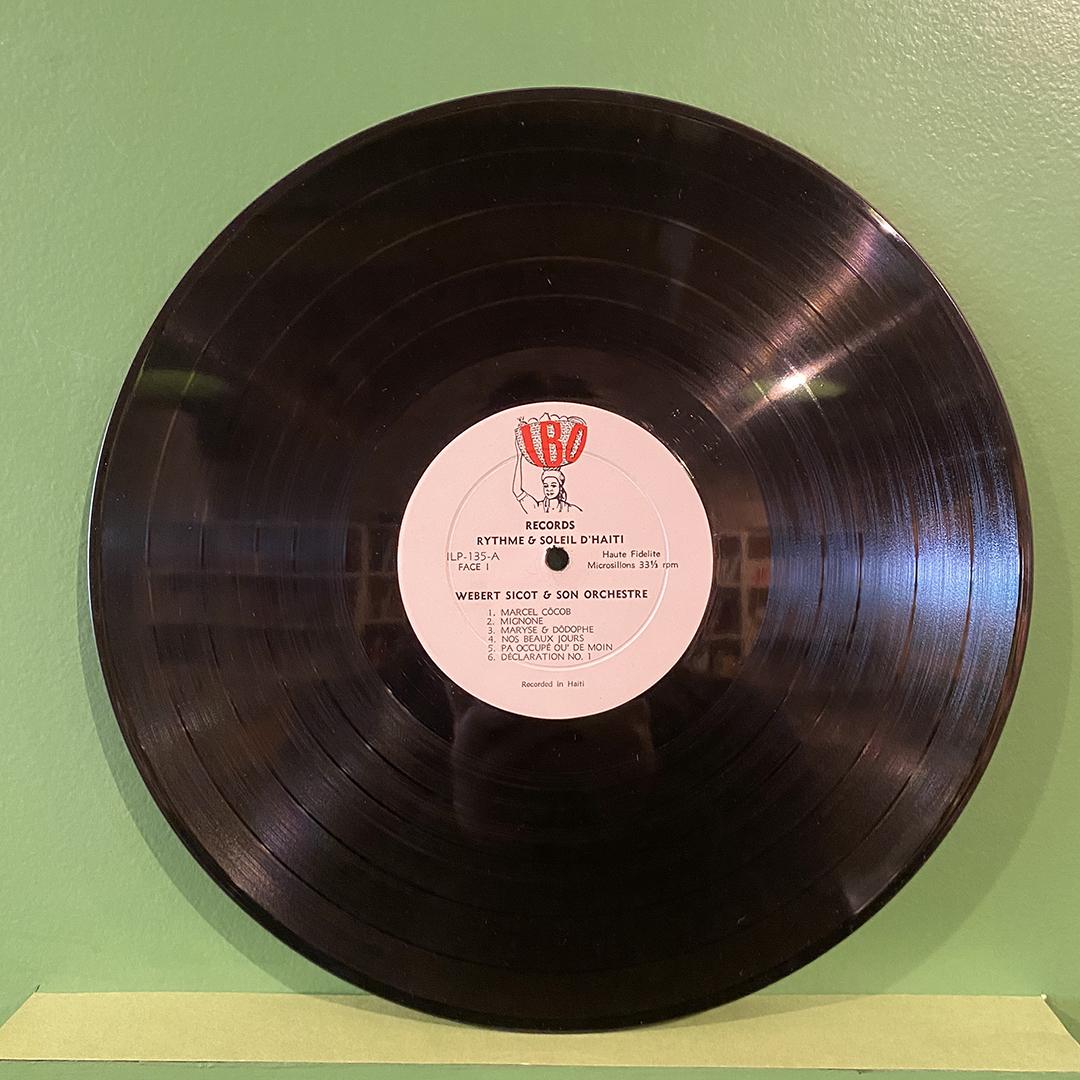 IBO
RECORDS
RYTHME & SOLEIL D'HAITI
ILP-135-A
FACE 1
Haute Fidelite
Microsillons 33⅓ rpm
WEBERT SICOT & SON ORCHESTRE
1. MARCEL CÔCOB
2. MIGNONE
3. MARYSE & DÔDOPHE
4. NOS BEAUX JOURS
5. PA OCCUPÉ OU' DE MOIN
6. DÉCLARATION NO. 1
Recorded in Haiti